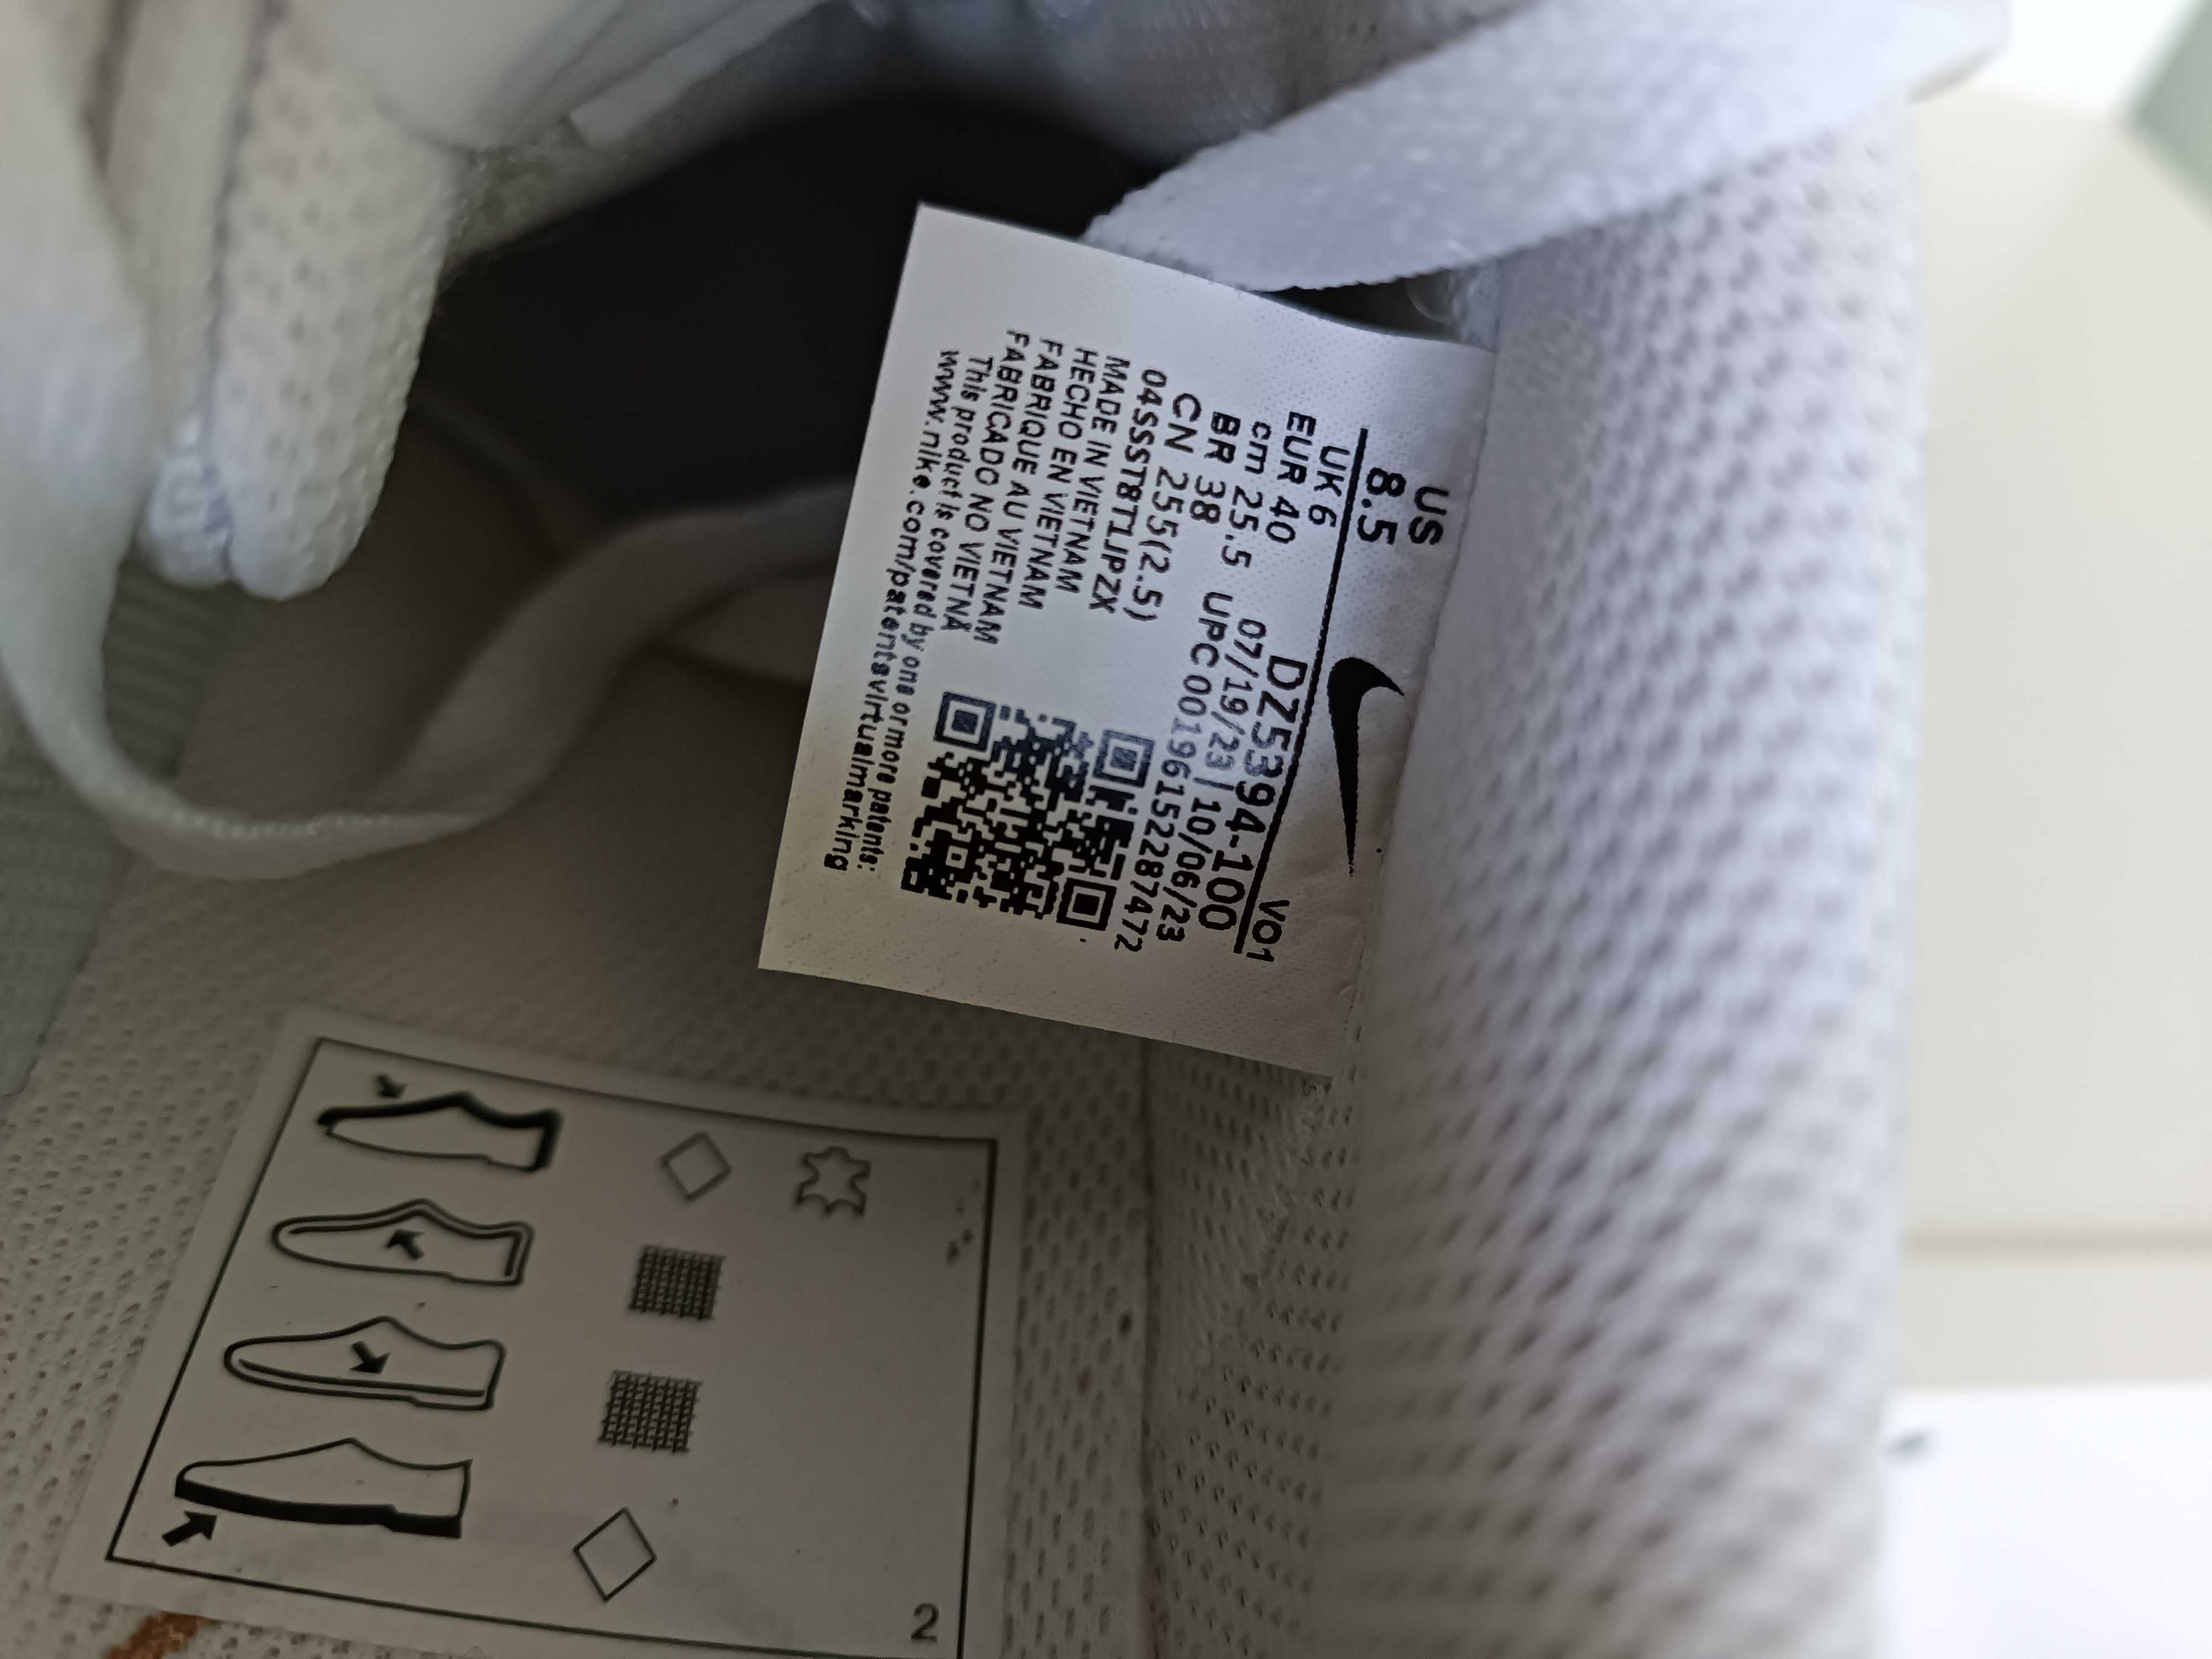 US
8.5
VO1
UK 6
EUR 40
DZ5394-100
cm 25.5
07/19/23 | 10/06/23
BR 38
UPC 00196152287472
CN 255(2.5)
04SSST8TLJPZX
MADE IN VIETNAM
HECHO EN VIETNAM
FABRIQUE AU VIETNAM
FABRICADO NO VIETNÃ
This product is covered by one or more patents:
www.nike.com/patentsvirtualmarking
2